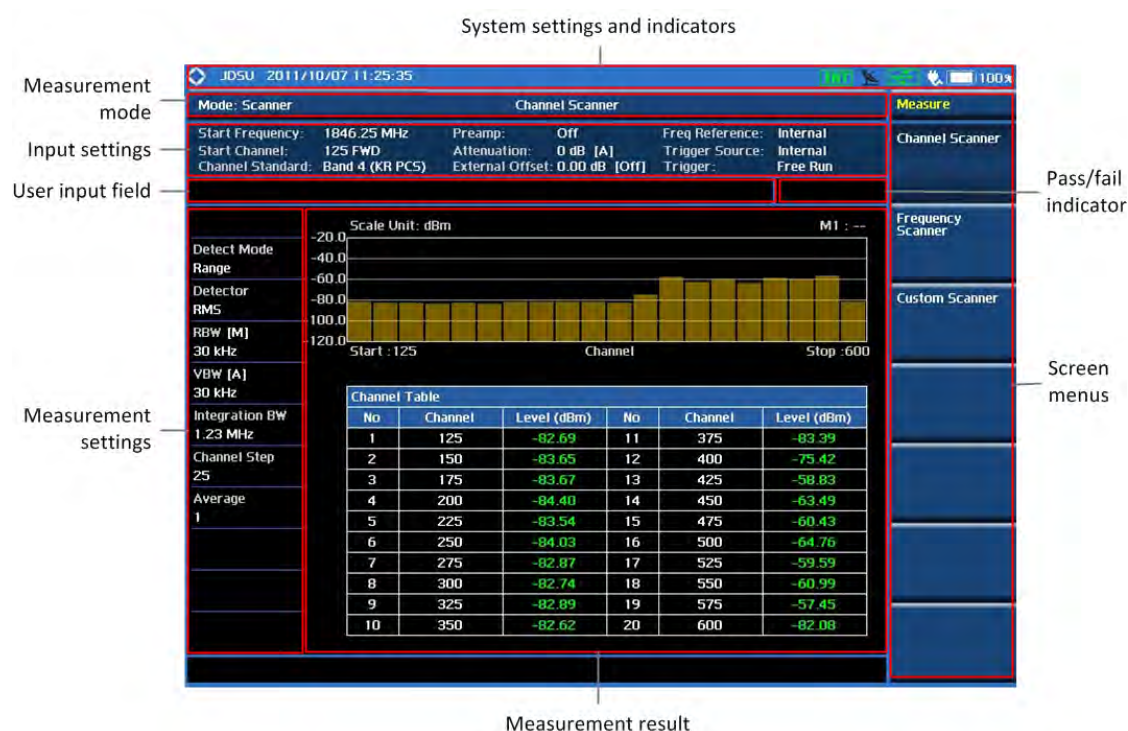 System settings and indicators
JDSU 2011/10/07 11:25:35
100%
Measurement mode
Mode: Scanner
Channel Scanner
Measure
Input settings
Start Frequency: 1846.25 MHz Preamp: Off Freq Reference: Internal
Start Channel: 125 FWD Attenuation: 0 dB [A] Trigger Source: Internal
Channel Standard: Band 4 (KR PCS) External Offset: 0.00 dB [Off] Trigger: Free Run
User input field
Pass/fail indicator
Channel Scanner
Frequency Scanner
Custom Scanner
Screen menus
Measurement settings
Detect Mode
Range
Detector
RMS
RBW [M]
30 kHz
VBW [A]
30 kHz
Integration BW
1.23 MHz
Channel Step
25
Average
1
Scale Unit: dBm M1 : --
-20.0
-40.0
-60.0
-80.0
100.0
120.0
Start :125 Channel Stop :600
Channel Table
No Channel Level (dBm) No Channel Level (dBm)
1 125 -82.69 11 375 -83.39
2 150 -83.65 12 400 -75.42
3 175 -83.67 13 425 -58.83
4 200 -84.40 14 450 -63.49
5 225 -83.54 15 475 -60.43
6 250 -84.03 16 500 -64.76
7 275 -82.87 17 525 -59.59
8 300 -82.74 18 550 -60.99
9 325 -82.89 19 575 -57.45
10 350 -82.62 20 600 -82.08
Measurement result